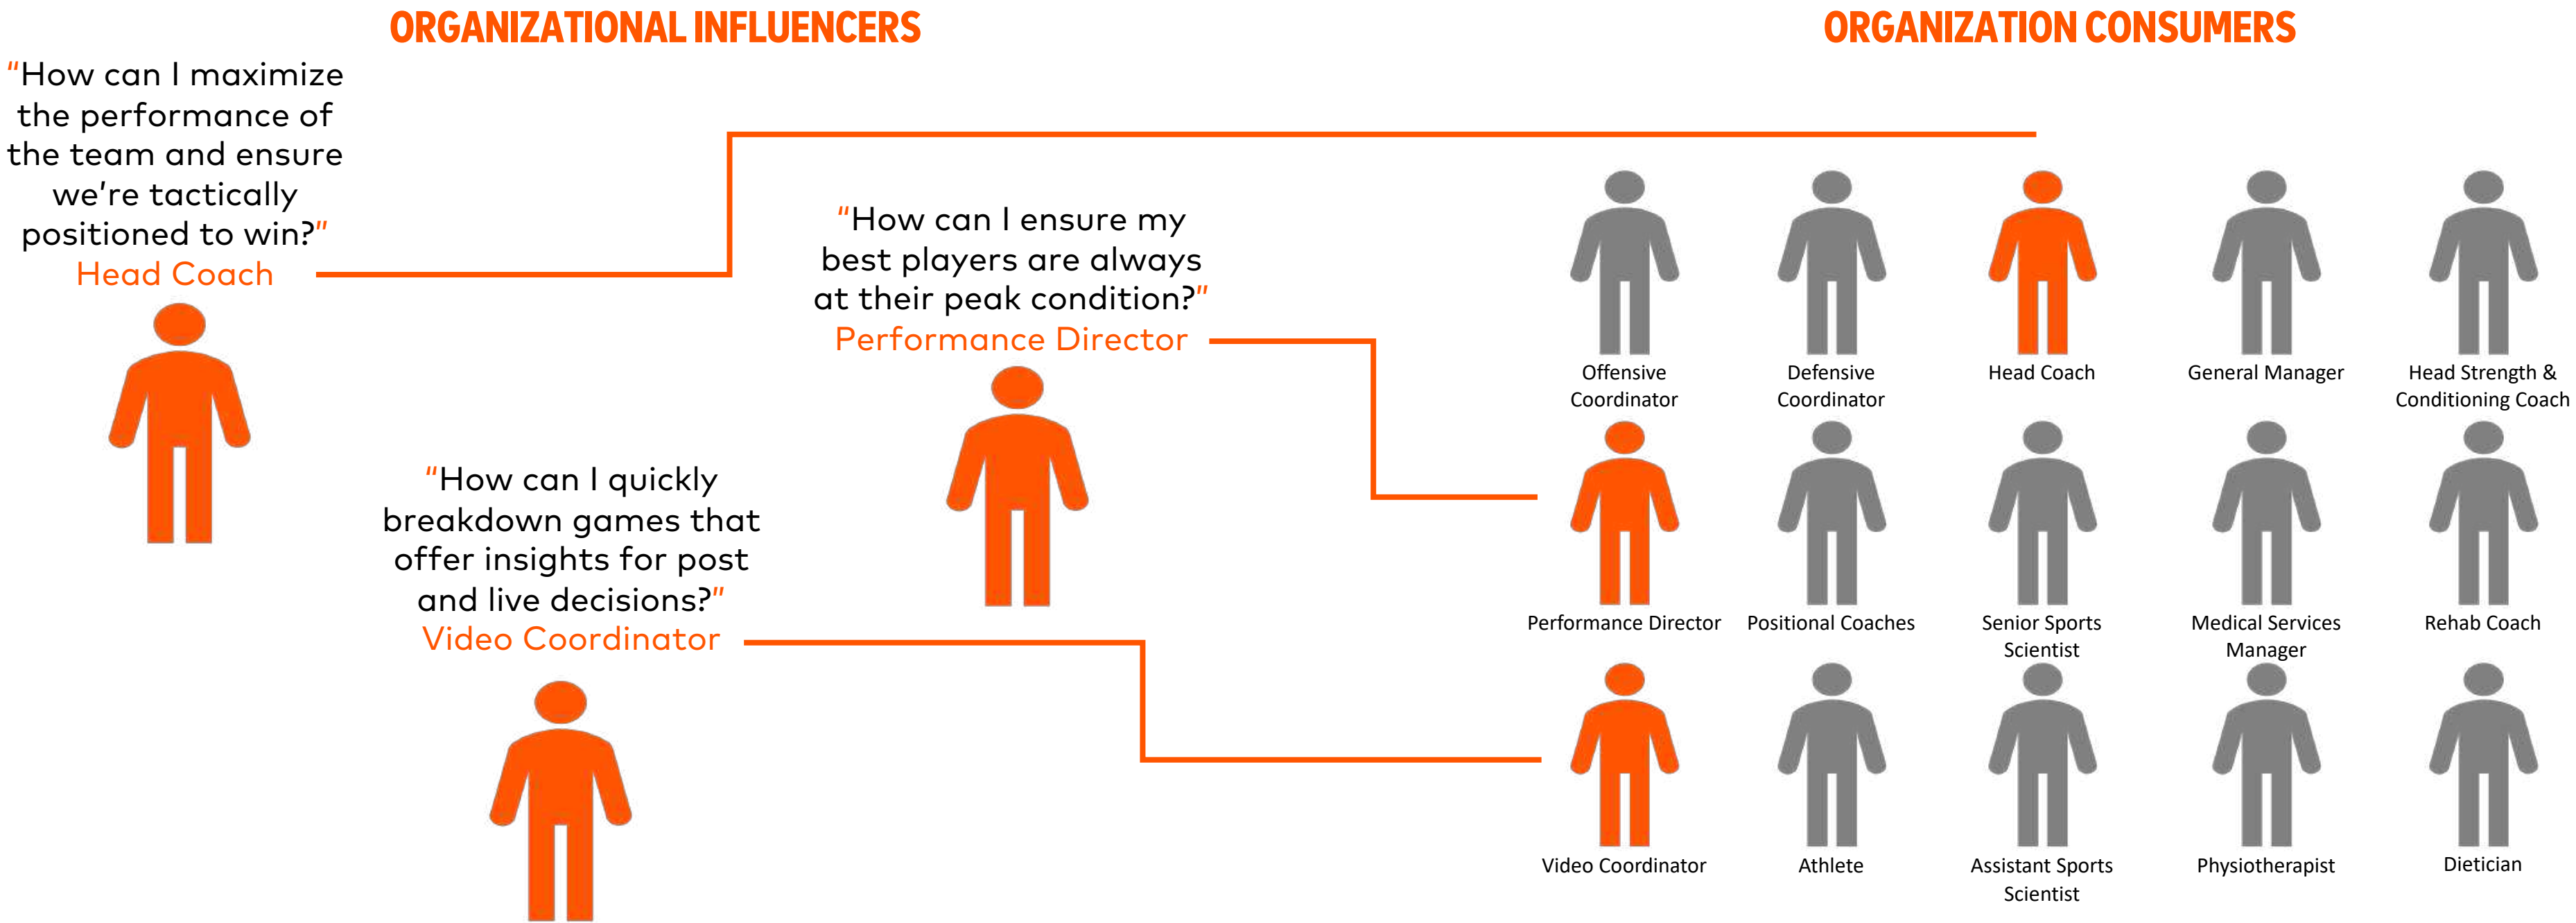 ORGANIZATIONAL INFLUENCERS
"How can I maximize
the performance of
the team and ensure
we're tactically
positioned to win?"
Head Coach
"How can I ensure my
best players are always
at their peak condition?"
Performance Director
"How can I quickly
breakdown games that
offer insights for post
and live decisions?"
Video Coordinator
ORGANIZATION CONSUMERS
Offensive
Coordinator
Defensive
Coordinator
Head Coach
General Manager
Head Strength &
Conditioning Coach
Performance Director
Positional Coaches
Senior Sports
Scientist
Medical Services
Manager
Rehab Coach
Video Coordinator
Athlete
Assistant Sports
Scientist
Physiotherapist
Dietician